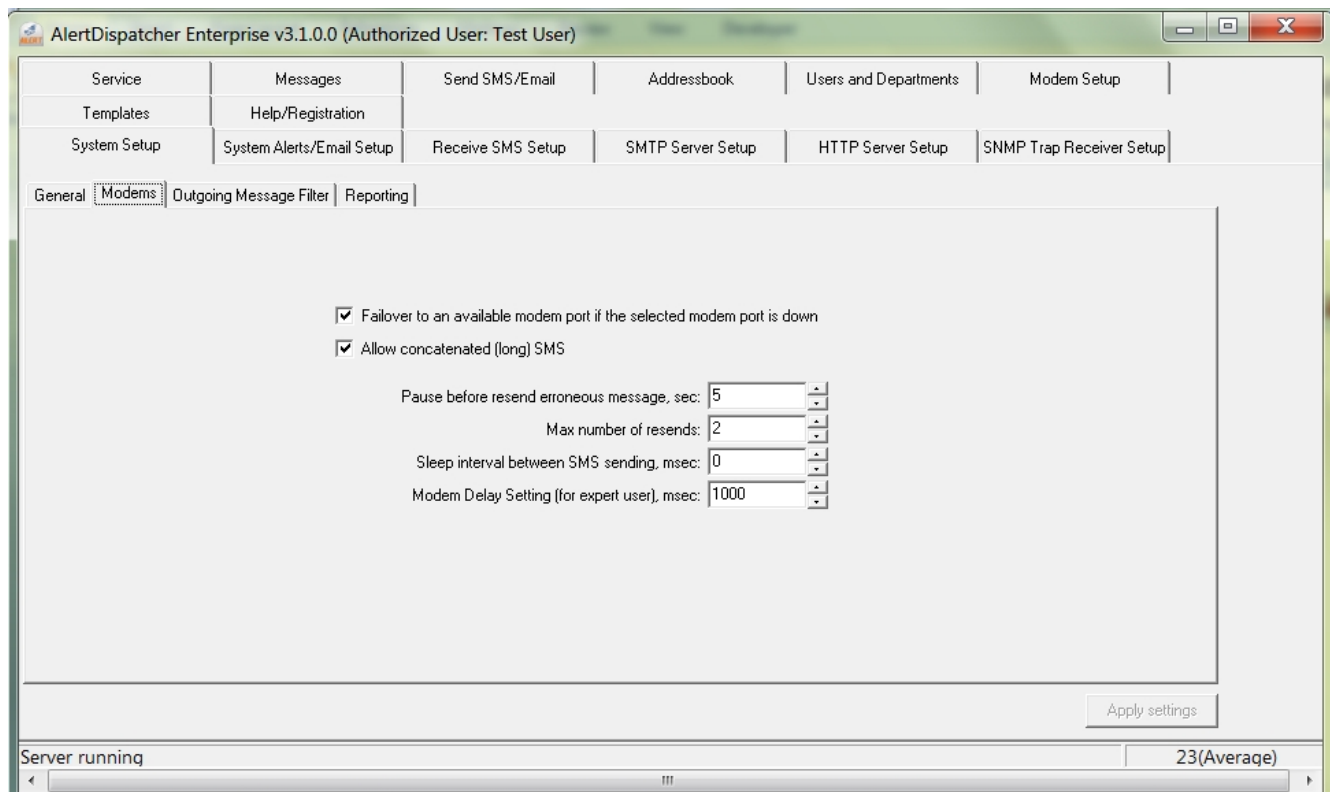 AlertDispatcher Enterprise v3.1.0.0 (Authorized User: Test User)
Service Messages Send SMS/Email Addressbook Users and Departments Modem Setup
Templates Help/Registration
System Setup System Alerts/Email Setup Receive SMS Setup SMTP Server Setup HTTP Server Setup SNMP Trap Receiver Setup
General Modems Outgoing Message Filter Reporting
Failover to an available modem port if the selected modem port is down
Allow concatenated (long) SMS
Pause before resend erroneous message, sec: 5
Max number of resends: 2
Sleep interval between SMS sending, msec: 0
Modem Delay Setting (for expert user), msec: 1000
Apply settings
Server running 23(Average)